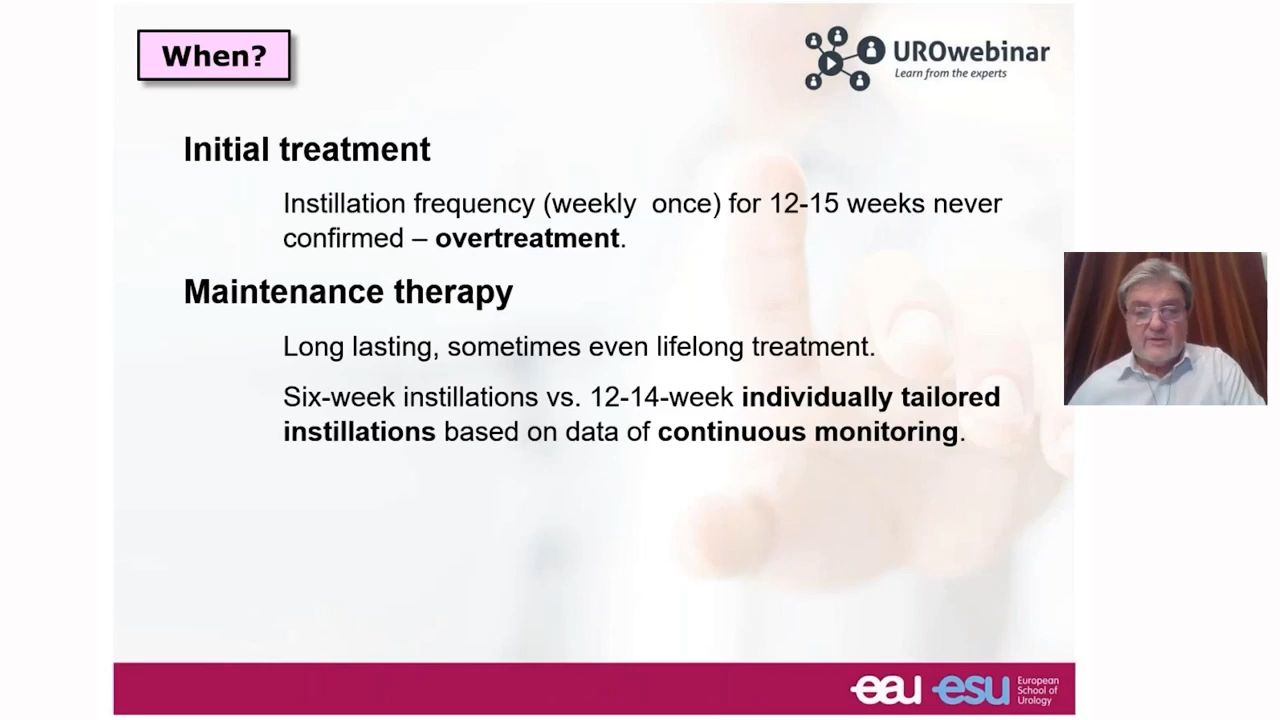 When?
UROwebinar
Learn from the experts
Initial treatment
Instillation frequency (weekly  once) for 12-15 weeks never
confirmed – overtreatment.
Maintenance therapy
Long lasting, sometimes even lifelong treatment.
Six-week instillations vs. 12-14-week individually tailored
instillations based on data of continuous monitoring.
eau
esu
European
School of
Urology